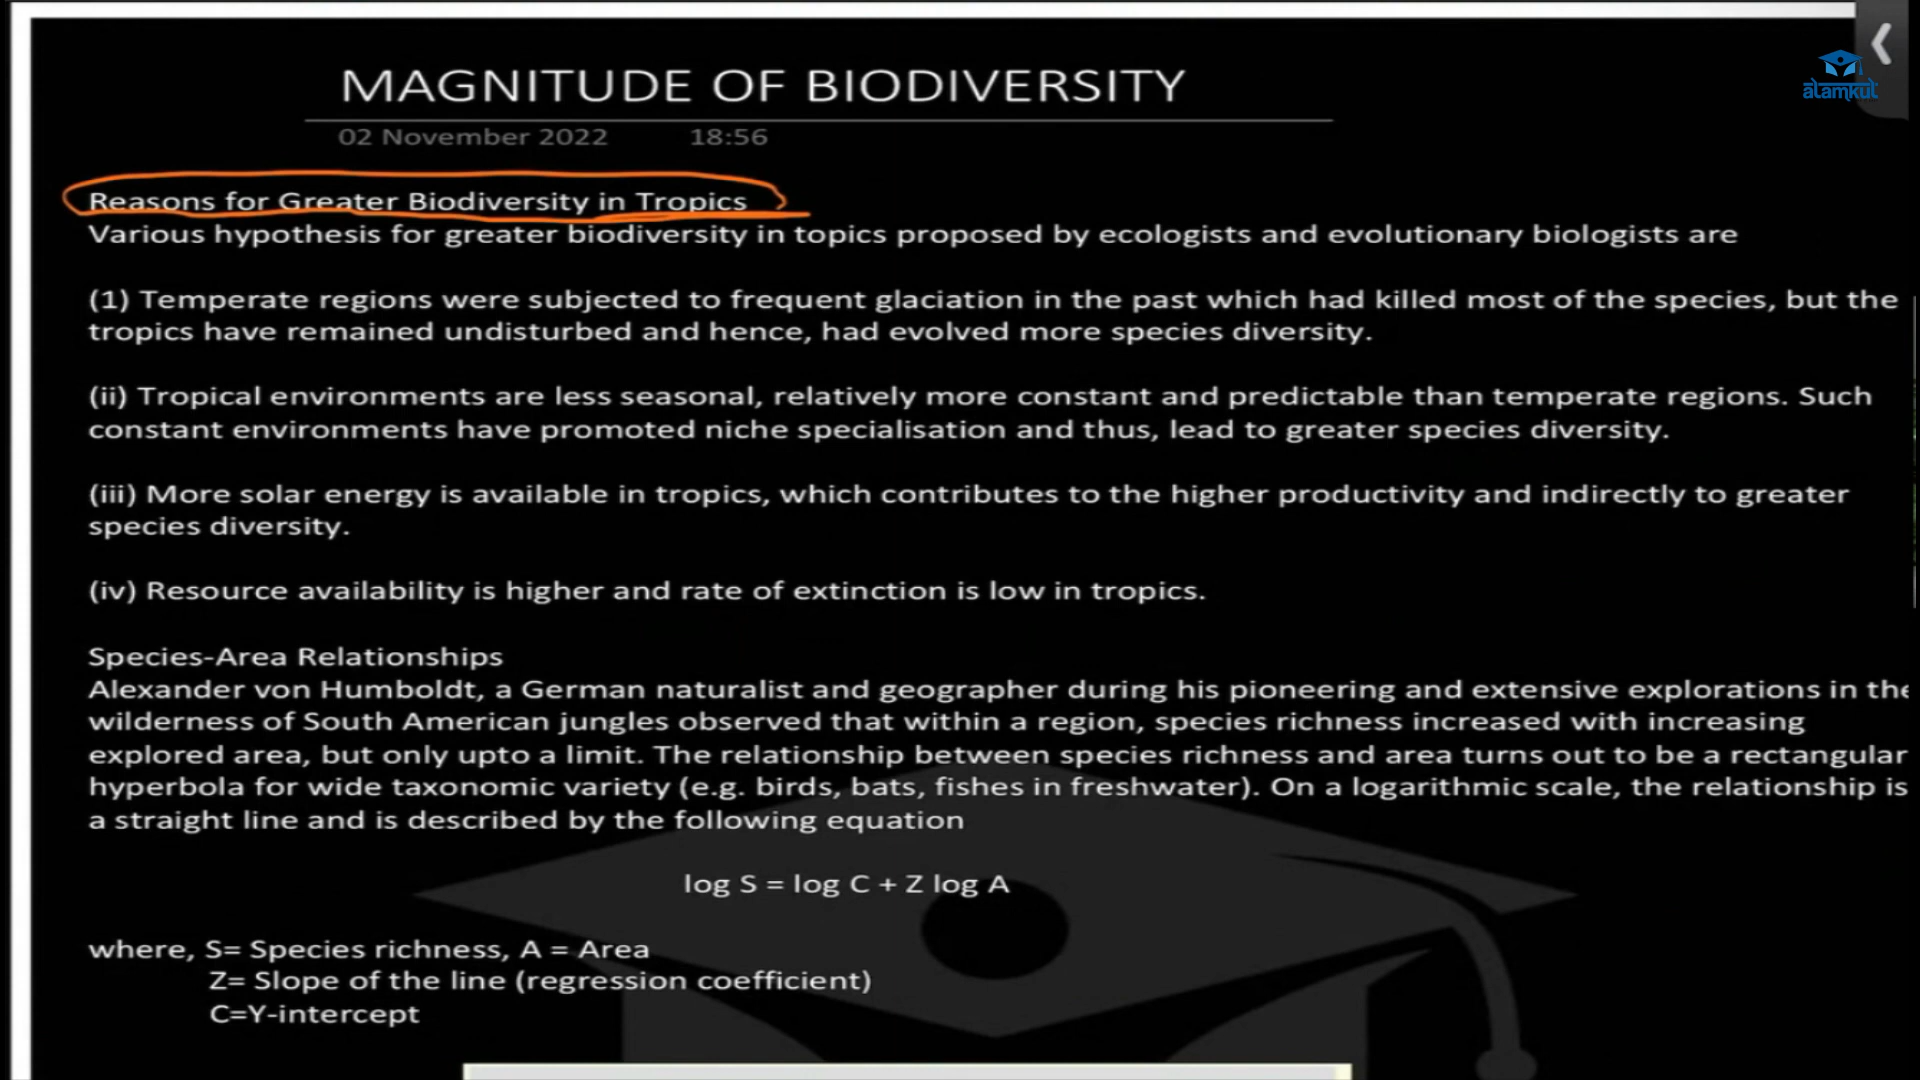 MAGNITUDE OF BIODIVERSITY
02 November 2022 18:56
Reasons for Greater Biodiversity in Tropics
Various hypothesis for greater biodiversity in topics proposed by ecologists and evolutionary biologists are
(1) Temperate regions were subjected to frequent glaciation in the past which had killed most of the species, but the
tropics have remained undisturbed and hence, had evolved more species diversity.
(ii) Tropical environments are less seasonal, relatively more constant and predictable than temperate regions. Such
constant environments have promoted niche specialisation and thus, lead to greater species diversity.
(iii) More solar energy is available in tropics, which contributes to the higher productivity and indirectly to greater
species diversity.
(iv) Resource availability is higher and rate of extinction is low in tropics.
Species-Area Relationships
Alexander von Humboldt, a German naturalist and geographer during his pioneering and extensive explorations in the
wilderness of South American jungles observed that within a region, species richness increased with increasing
explored area, but only upto a limit. The relationship between species richness and area turns out to be a rectangular
hyperbola for wide taxonomic variety (e.g. birds, bats, fishes in freshwater). On a logarithmic scale, the relationship is
a straight line and is described by the following equation
log S = log C + Z log A
where, S= Species richness, A = Area
Z= Slope of the line (regression coefficient)
C=Y-intercept
atamkut